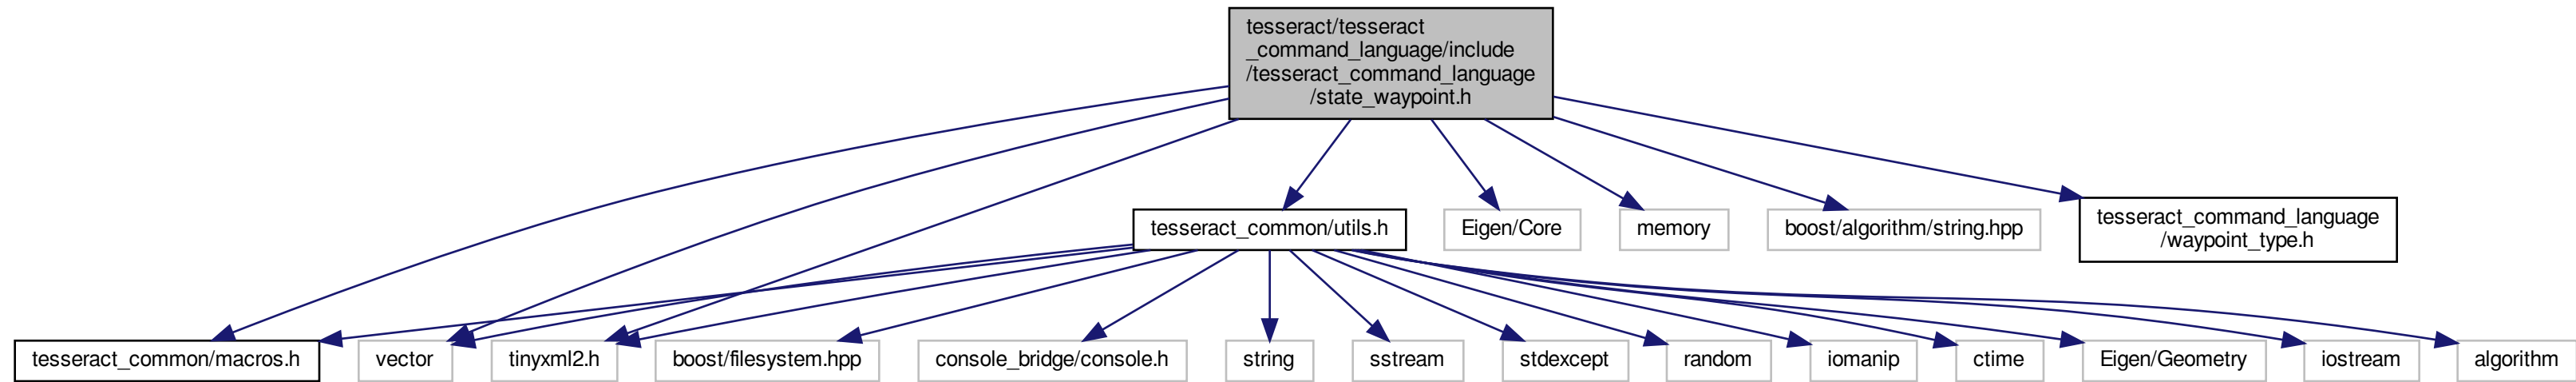 tesseract/tesseract
_command_language/include
/tesseract_command_language
/state_waypoint.h
tesseract_common/utils.h
Eigen/Core
memory
boost/algorithm/string.hpp
tesseract_command_language
/waypoint_type.h
tesseract_common/macros.h
vector
tinyxml2.h
boost/filesystem.hpp
console_bridge/console.h
string
sstream
stdexcept
random
iomanip
ctime
Eigen/Geometry
iostream
algorithm